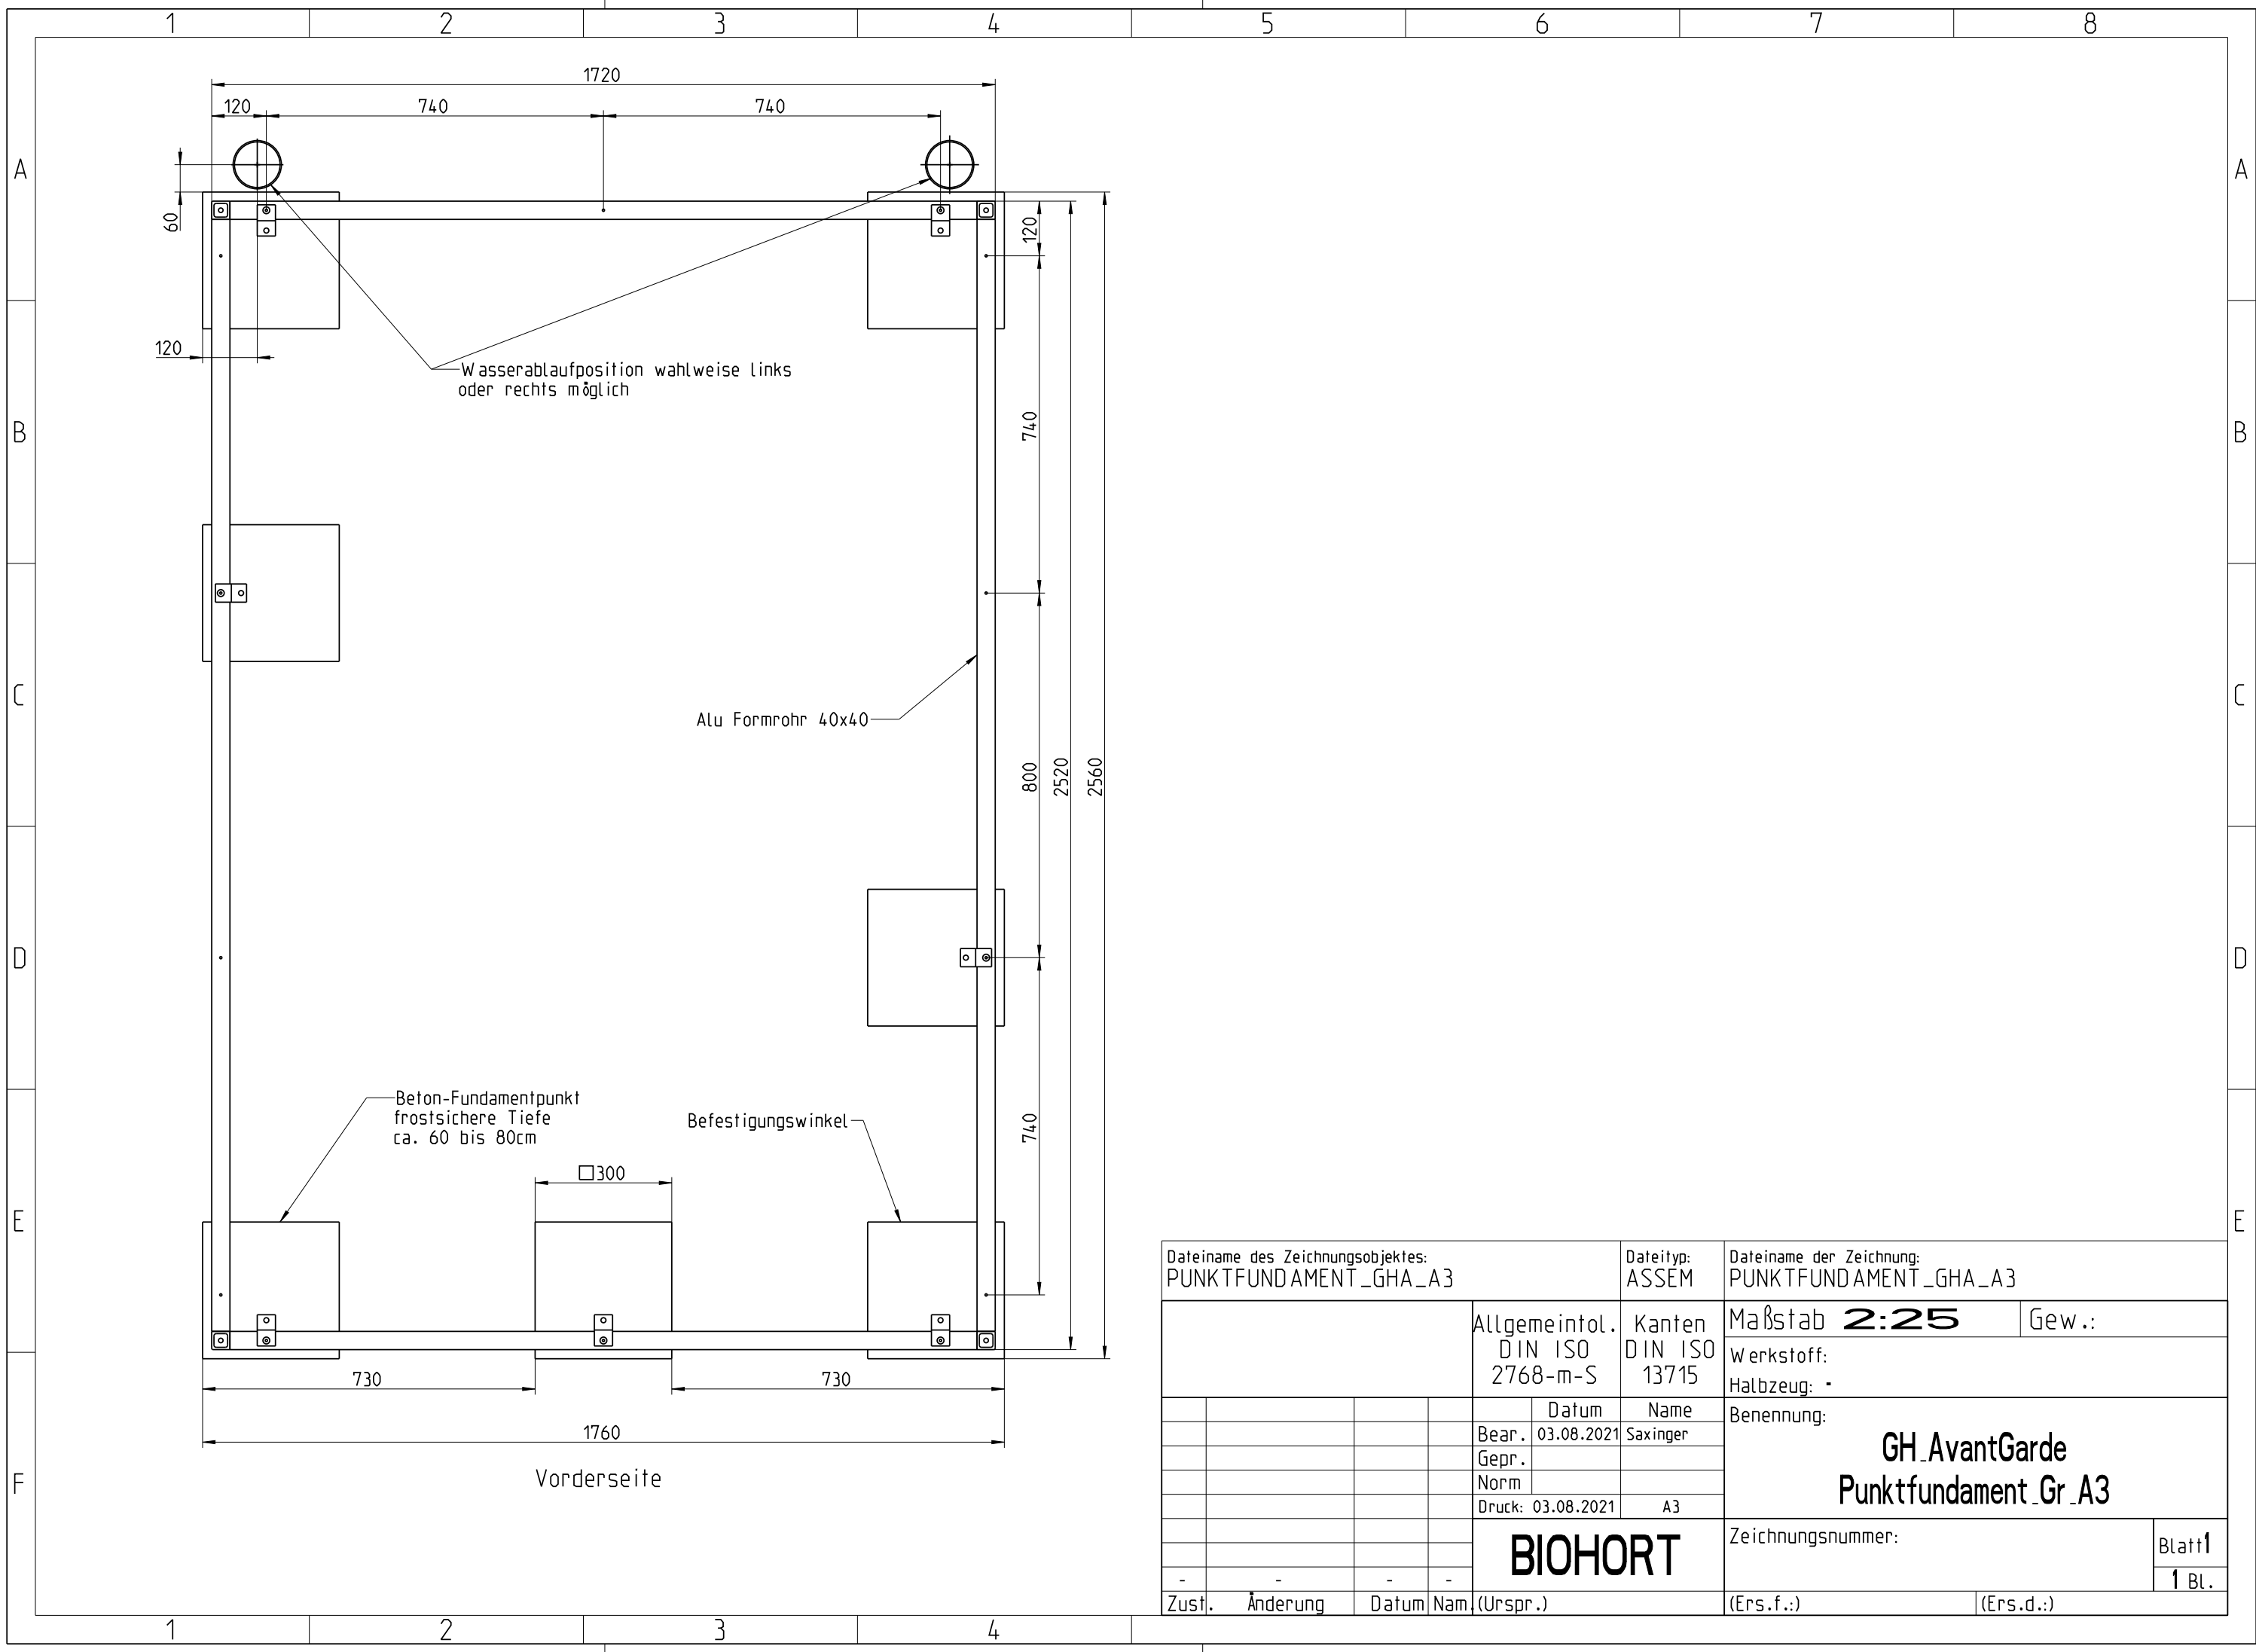 1 2 3 4 5 6 7 8
1720
120 740 740
A A
60
120
120
Wasserablaufposition wahlweise links
oder rechts möglich
740
B B
Alu Formrohr 40x40
C C
800
2520
2560
D D
Beton-Fundamentpunkt
frostsichere Tiefe
ca. 60 bis 80cm
Befestigungswinkel
740
□300
E E
730 730
1760
Vorderseite
F
Dateiname des Zeichnungsobjektes: Dateityp: Dateiname der Zeichnung:
PUNKTFUNDAMENT_GHA_A3 ASSEM PUNKTFUNDAMENT_GHA_A3
Allgemeintol. Kanten Maßstab 2:25 Gew.:
DIN ISO DIN ISO Werkstoff:
2768-m-S 13715 Halbzeug: -
Datum Name Benennung:
Bear. 03.08.2021 Saxinger
GH_AvantGarde
Gepr.
Norm
Punktfundament_Gr_A3
Druck: 03.08.2021 A3
BIOHORT Zeichnungsnummer: Blatt1
- - - - 1 Bl.
Zust. Änderung Datum Nam. (Urspr.) (Ers.f.:) (Ers.d.:)
1 2 3 4